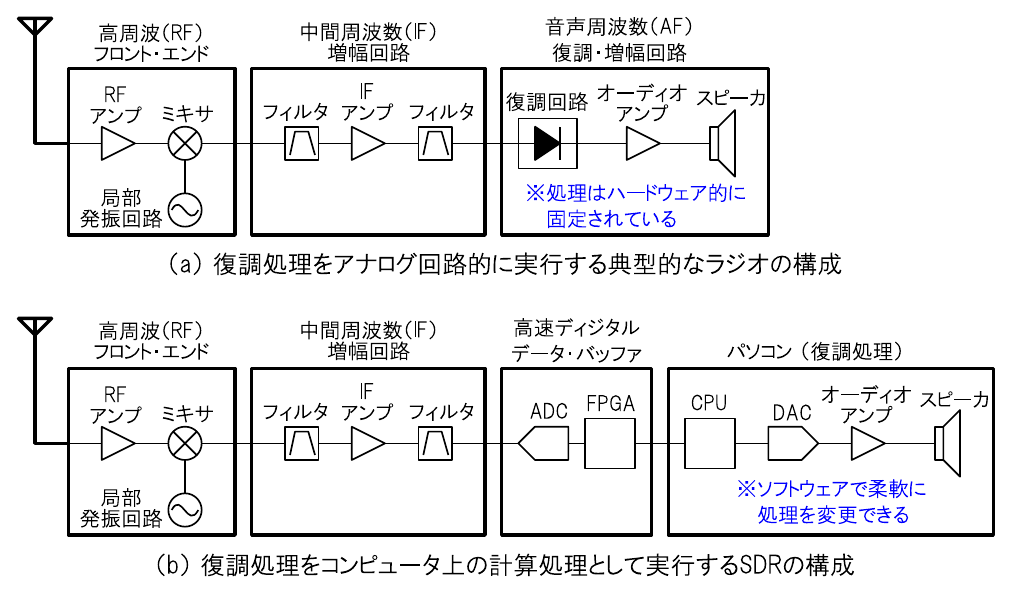 高周波(RF)
フロント・エンド
中間周波数(IF)
増幅回路
音声周波数(AF)
復調・増幅回路
RF
アンプ
ミキサ
局部
発振回路
フィルタ
IF
アンプ
フィルタ
復調回路
オーディオ
アンプ
スピーカ
※処理はハードウェア的に
固定されている
(a) 復調処理をアナログ回路的に実行する典型的なラジオの構成
高周波(RF)
フロント・エンド
中間周波数(IF)
増幅回路
高速ディジタル
データ・バッファ
パソコン (復調処理)
RF
アンプ
ミキサ
局部
発振回路
フィルタ
IF
アンプ
フィルタ
ADC
FPGA
CPU
DAC
オーディオ
アンプ
スピーカ
※ソフトウェアで柔軟に
処理を変更できる
(b) 復調処理をコンピュータ上の計算処理として実行するSDRの構成